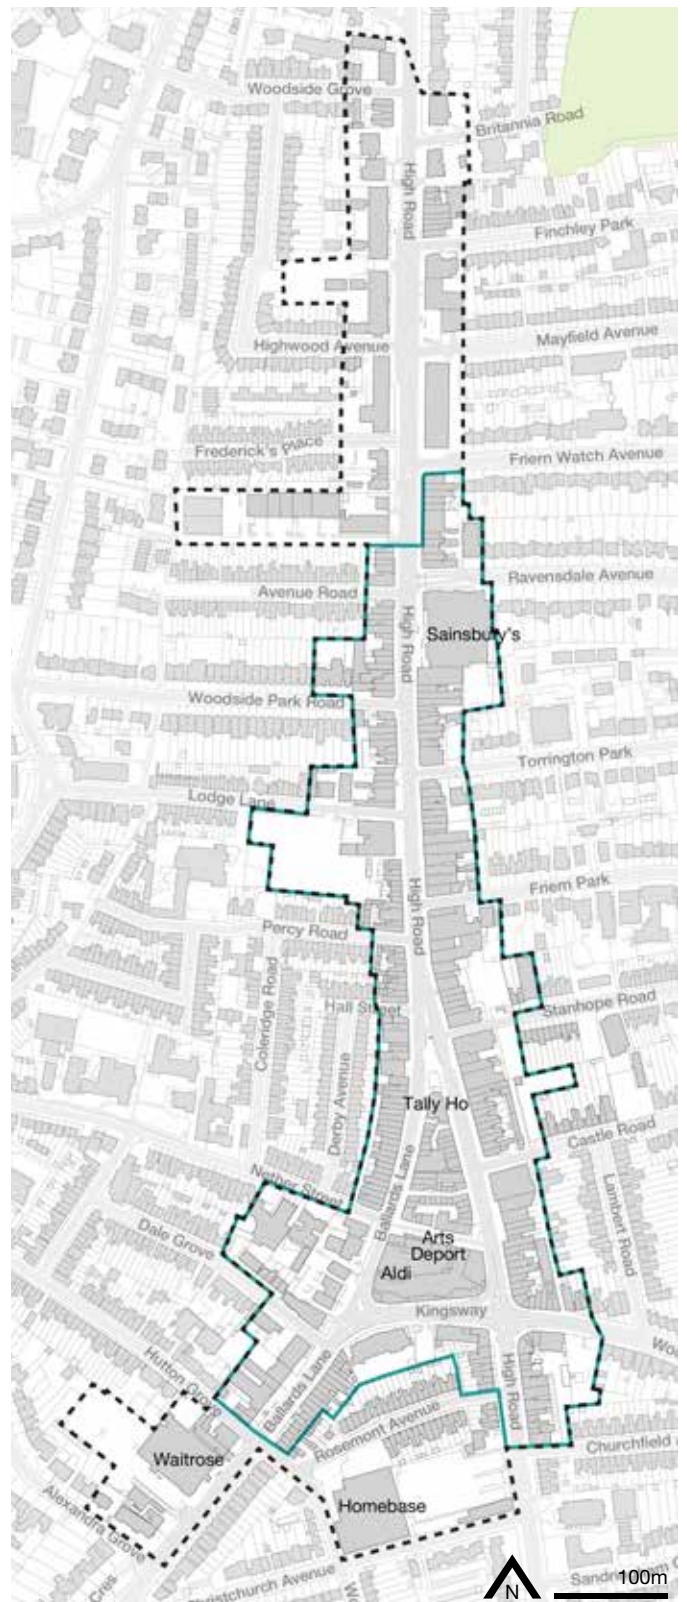 Woodside Grove
Britannia Road
High Road
Finchley Park
Mayfield Avenue
Highwood Avenue
Frederick's Place
Friern Watch Avenue
Ravensdale Avenue
Avenue Road
High Road
Sainsbury's
Woodside Park Road
Torrington Park
Lodge Lane
Friern Park
High Road
Percy Road
Coleridge Road
Hall Street
Stanhope Road
Derby Avenue
Tally Ho
Castle Road
Nether Street
Ballards Lane
Lambert Road
Dale Grove
Arts
Deport
Aldi
Kingsway
Hutton Grove
Ballards Lane
High Road
Rosemont Avenue
Churchfield
Waitrose
Homebase
Alexandra Grove
100m
N